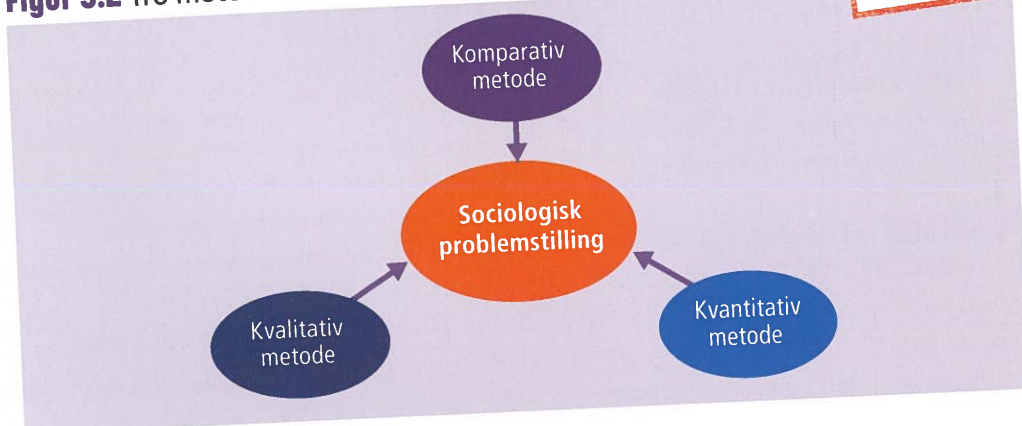 Komparativ
metode
Sociologisk
problemstilling
Kvalitativ
metode
Kvantitativ
metode